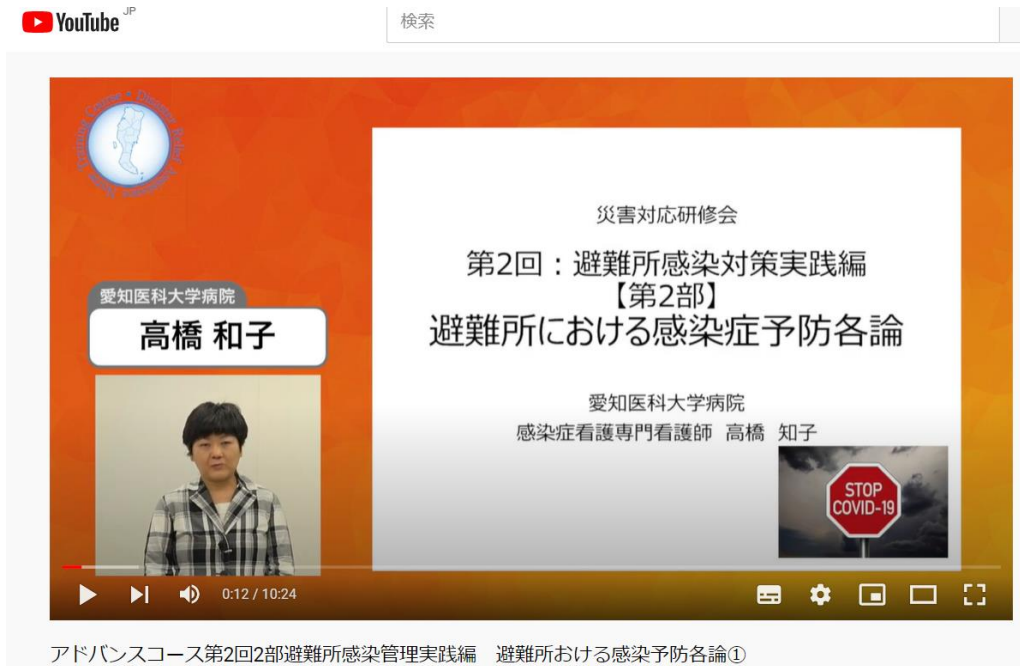 YouTube JP
検索
Training Course • Disaster Relief
愛知医科大学病院
高橋 和子
災害対応研修会
第2回：避難所感染対策実践編
【第2部】
避難所における感染症予防各論
愛知医科大学病院
感染症看護専門看護師 高橋 知子
STOP
COVID-19
0:12 / 10:24
アドバンスコース第2回2部避難所感染管理実践編 避難所おける感染予防各論①